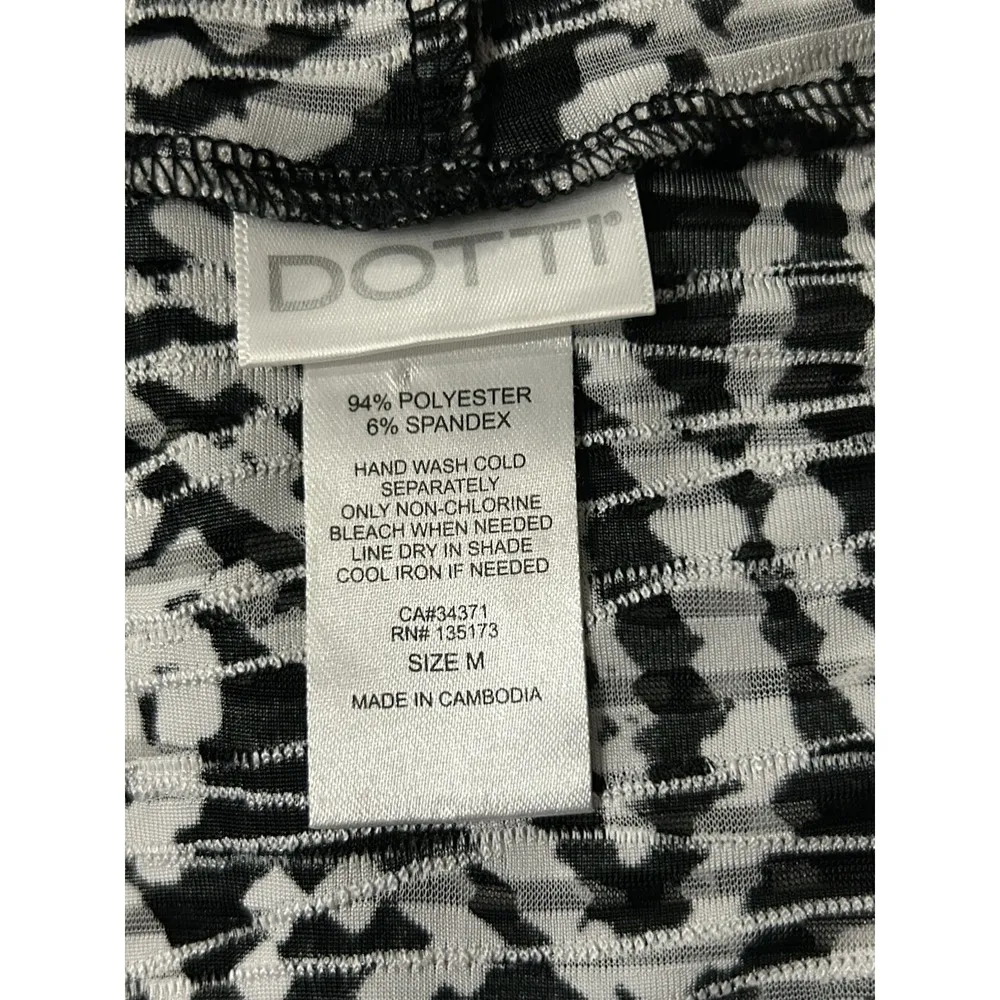 DOTTI®
94% POLYESTER
6% SPANDEX
HAND WASH COLD
SEPARATELY
ONLY NON-CHLORINE
BLEACH WHEN NEEDED
LINE DRY IN SHADE
COOL IRON IF NEEDED
CA#34371
RN# 135173
SIZE M
MADE IN CAMBODIA